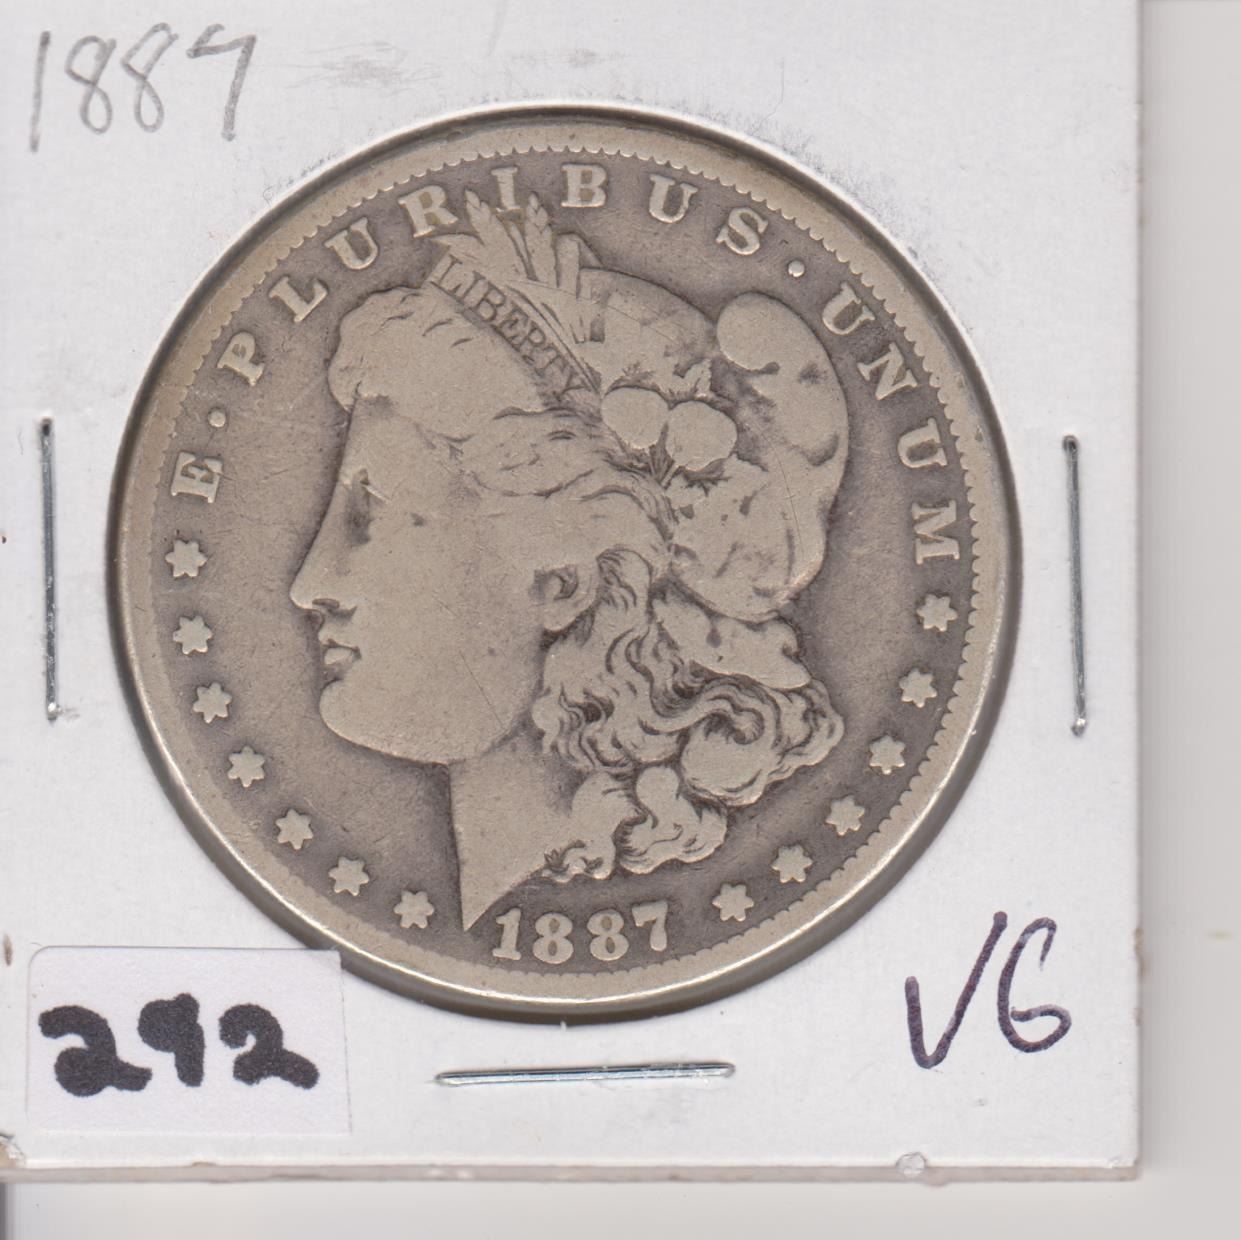 1887
E · PLURIBUS · UNUM
LIBERTY
1887
292
VG